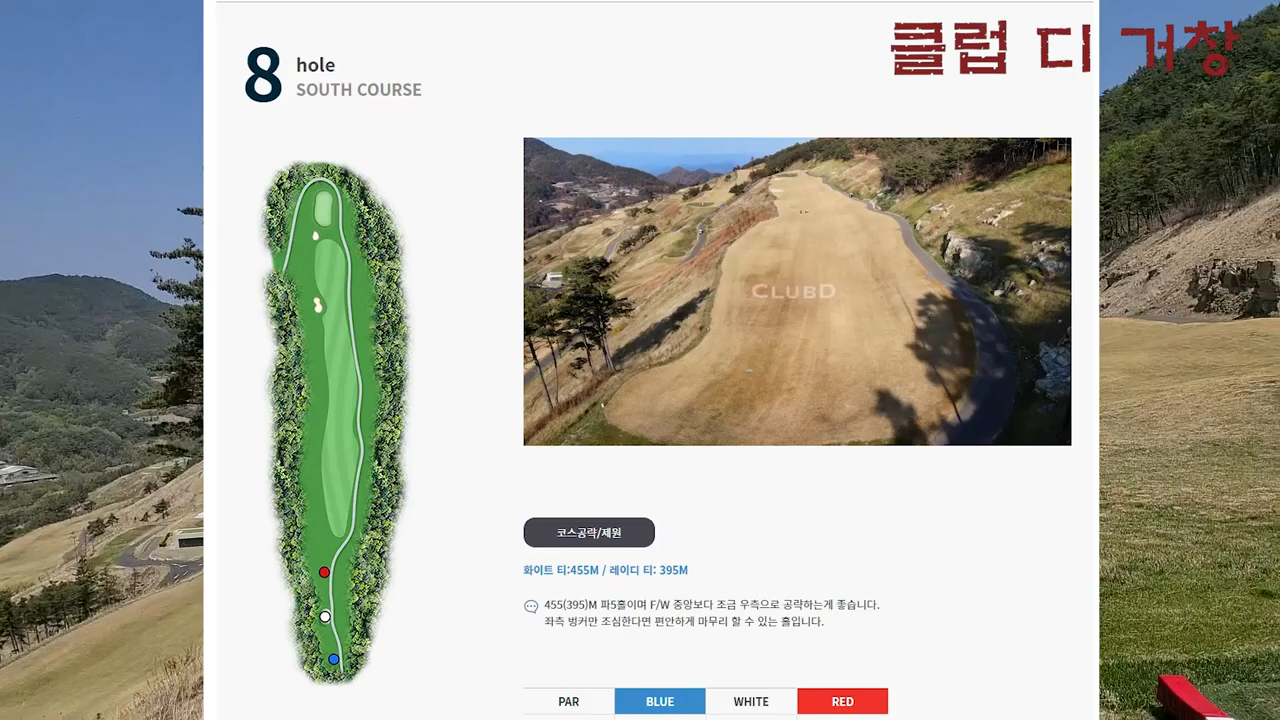 클럽 디 거창
8 hole
SOUTH COURSE
CLUBD
코스공략/제원
화이트 티:455M / 레이디 티: 395M
455(395)M 파5홀이며 F/W 중앙보다 조금 우측으로 공략하는게 좋습니다.
좌측 벙커만 조심한다면 편안하게 마무리 할 수 있는 홀입니다.
PAR BLUE WHITE RED